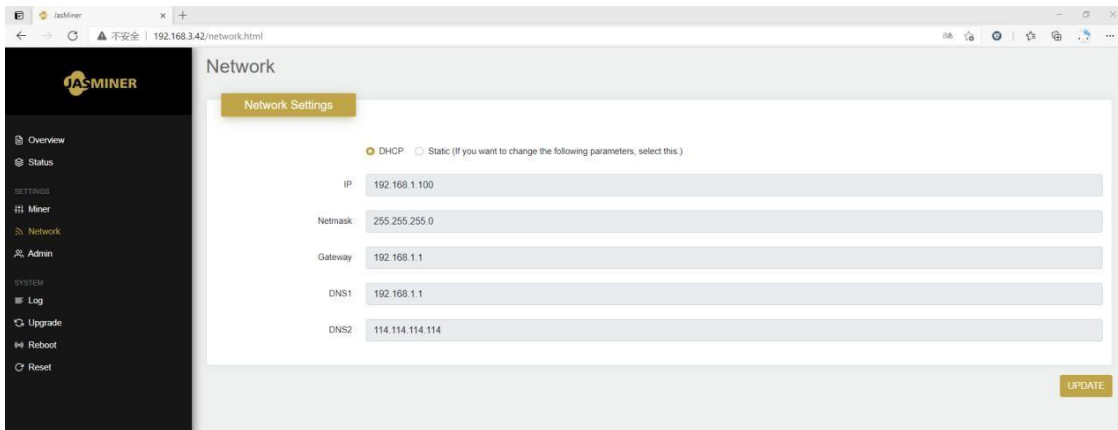 JasMiner
不安全 192.168.3.42/network.html
JASMINER
Overview
Status
SETTINGS
Miner
Network
Admin
SYSTEM
Log
Upgrade
Reboot
Reset
Network
Network Settings
DHCP Static (If you want to change the following parameters, select this.)
IP 192.168.1.100
Netmask 255.255.255.0
Gateway 192.168.1.1
DNS1 192.168.1.1
DNS2 114.114.114.114
UPDATE